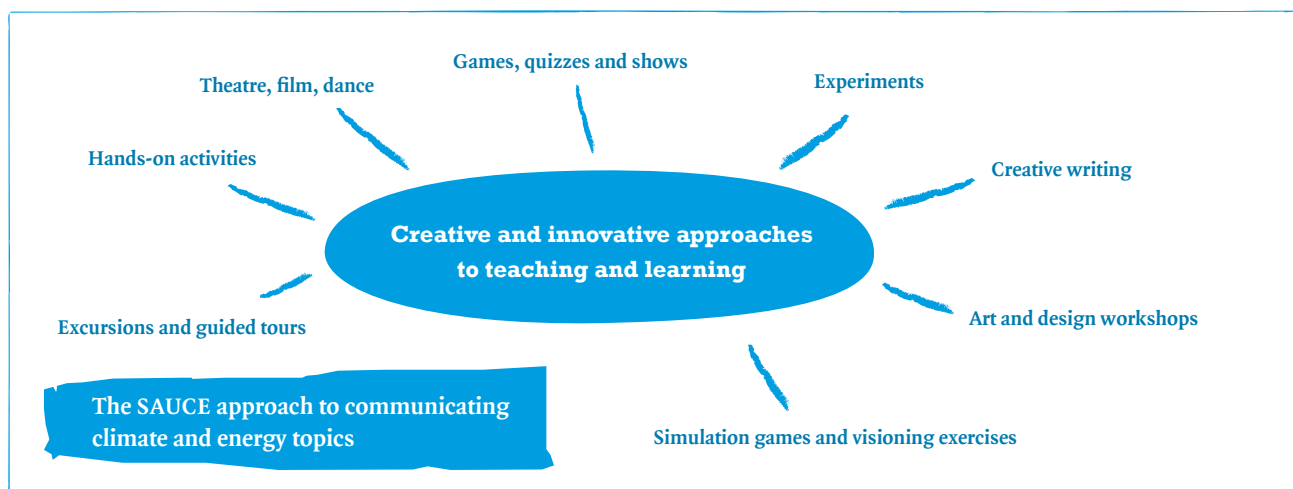 Games, quizzes and shows
Theatre, film, dance
Experiments
Hands-on activities
Creative writing
Creative and innovative approaches
to teaching and learning
Excursions and guided tours
Art and design workshops
The SAUCE approach to communicating
climate and energy topics
Simulation games and visioning exercises